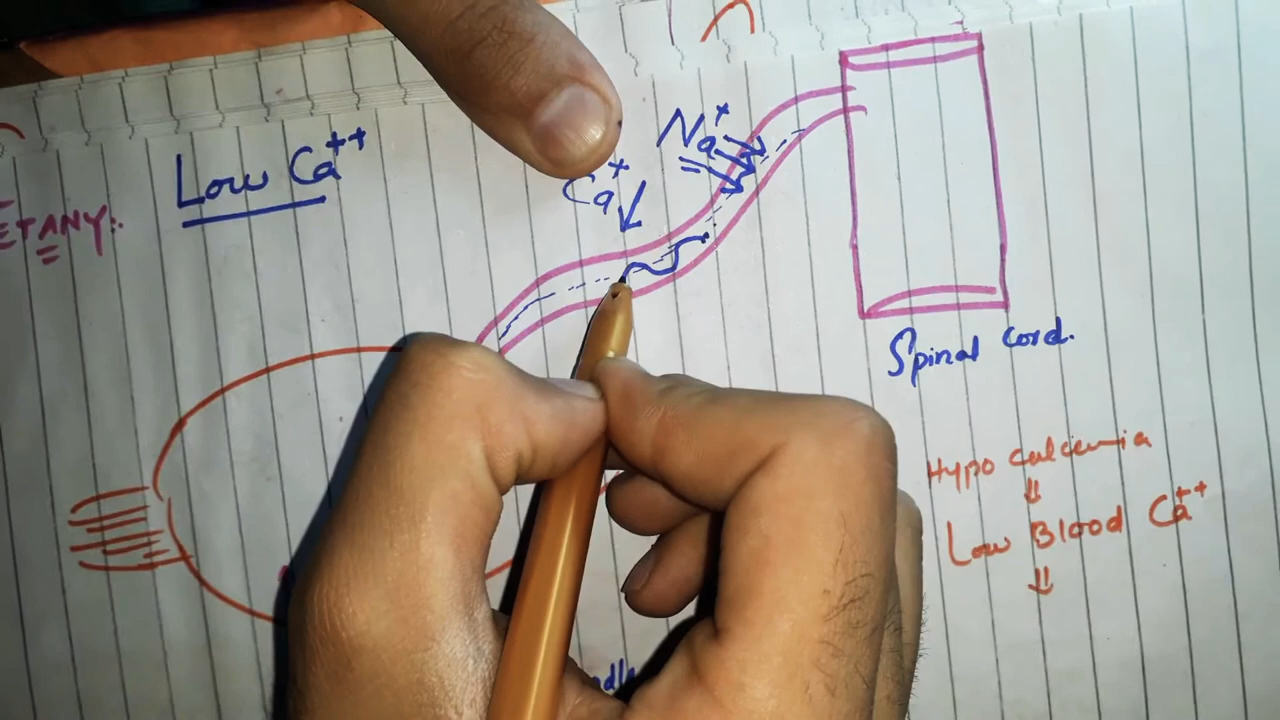 Low Ca++
ETANY:-
Na+
Ca+
Spinal cord.
Hypo calcemia
⇓
Low Blood Ca++
⇓